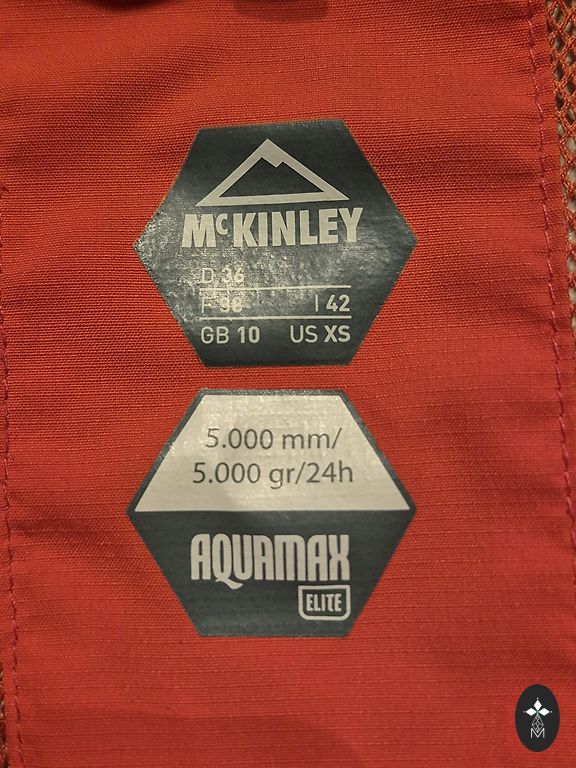 McKINLEY
D 36
F 38 I 42
GB 10 US XS
5.000 mm/
5.000 gr/24h
AQUAMAX
ELITE
M